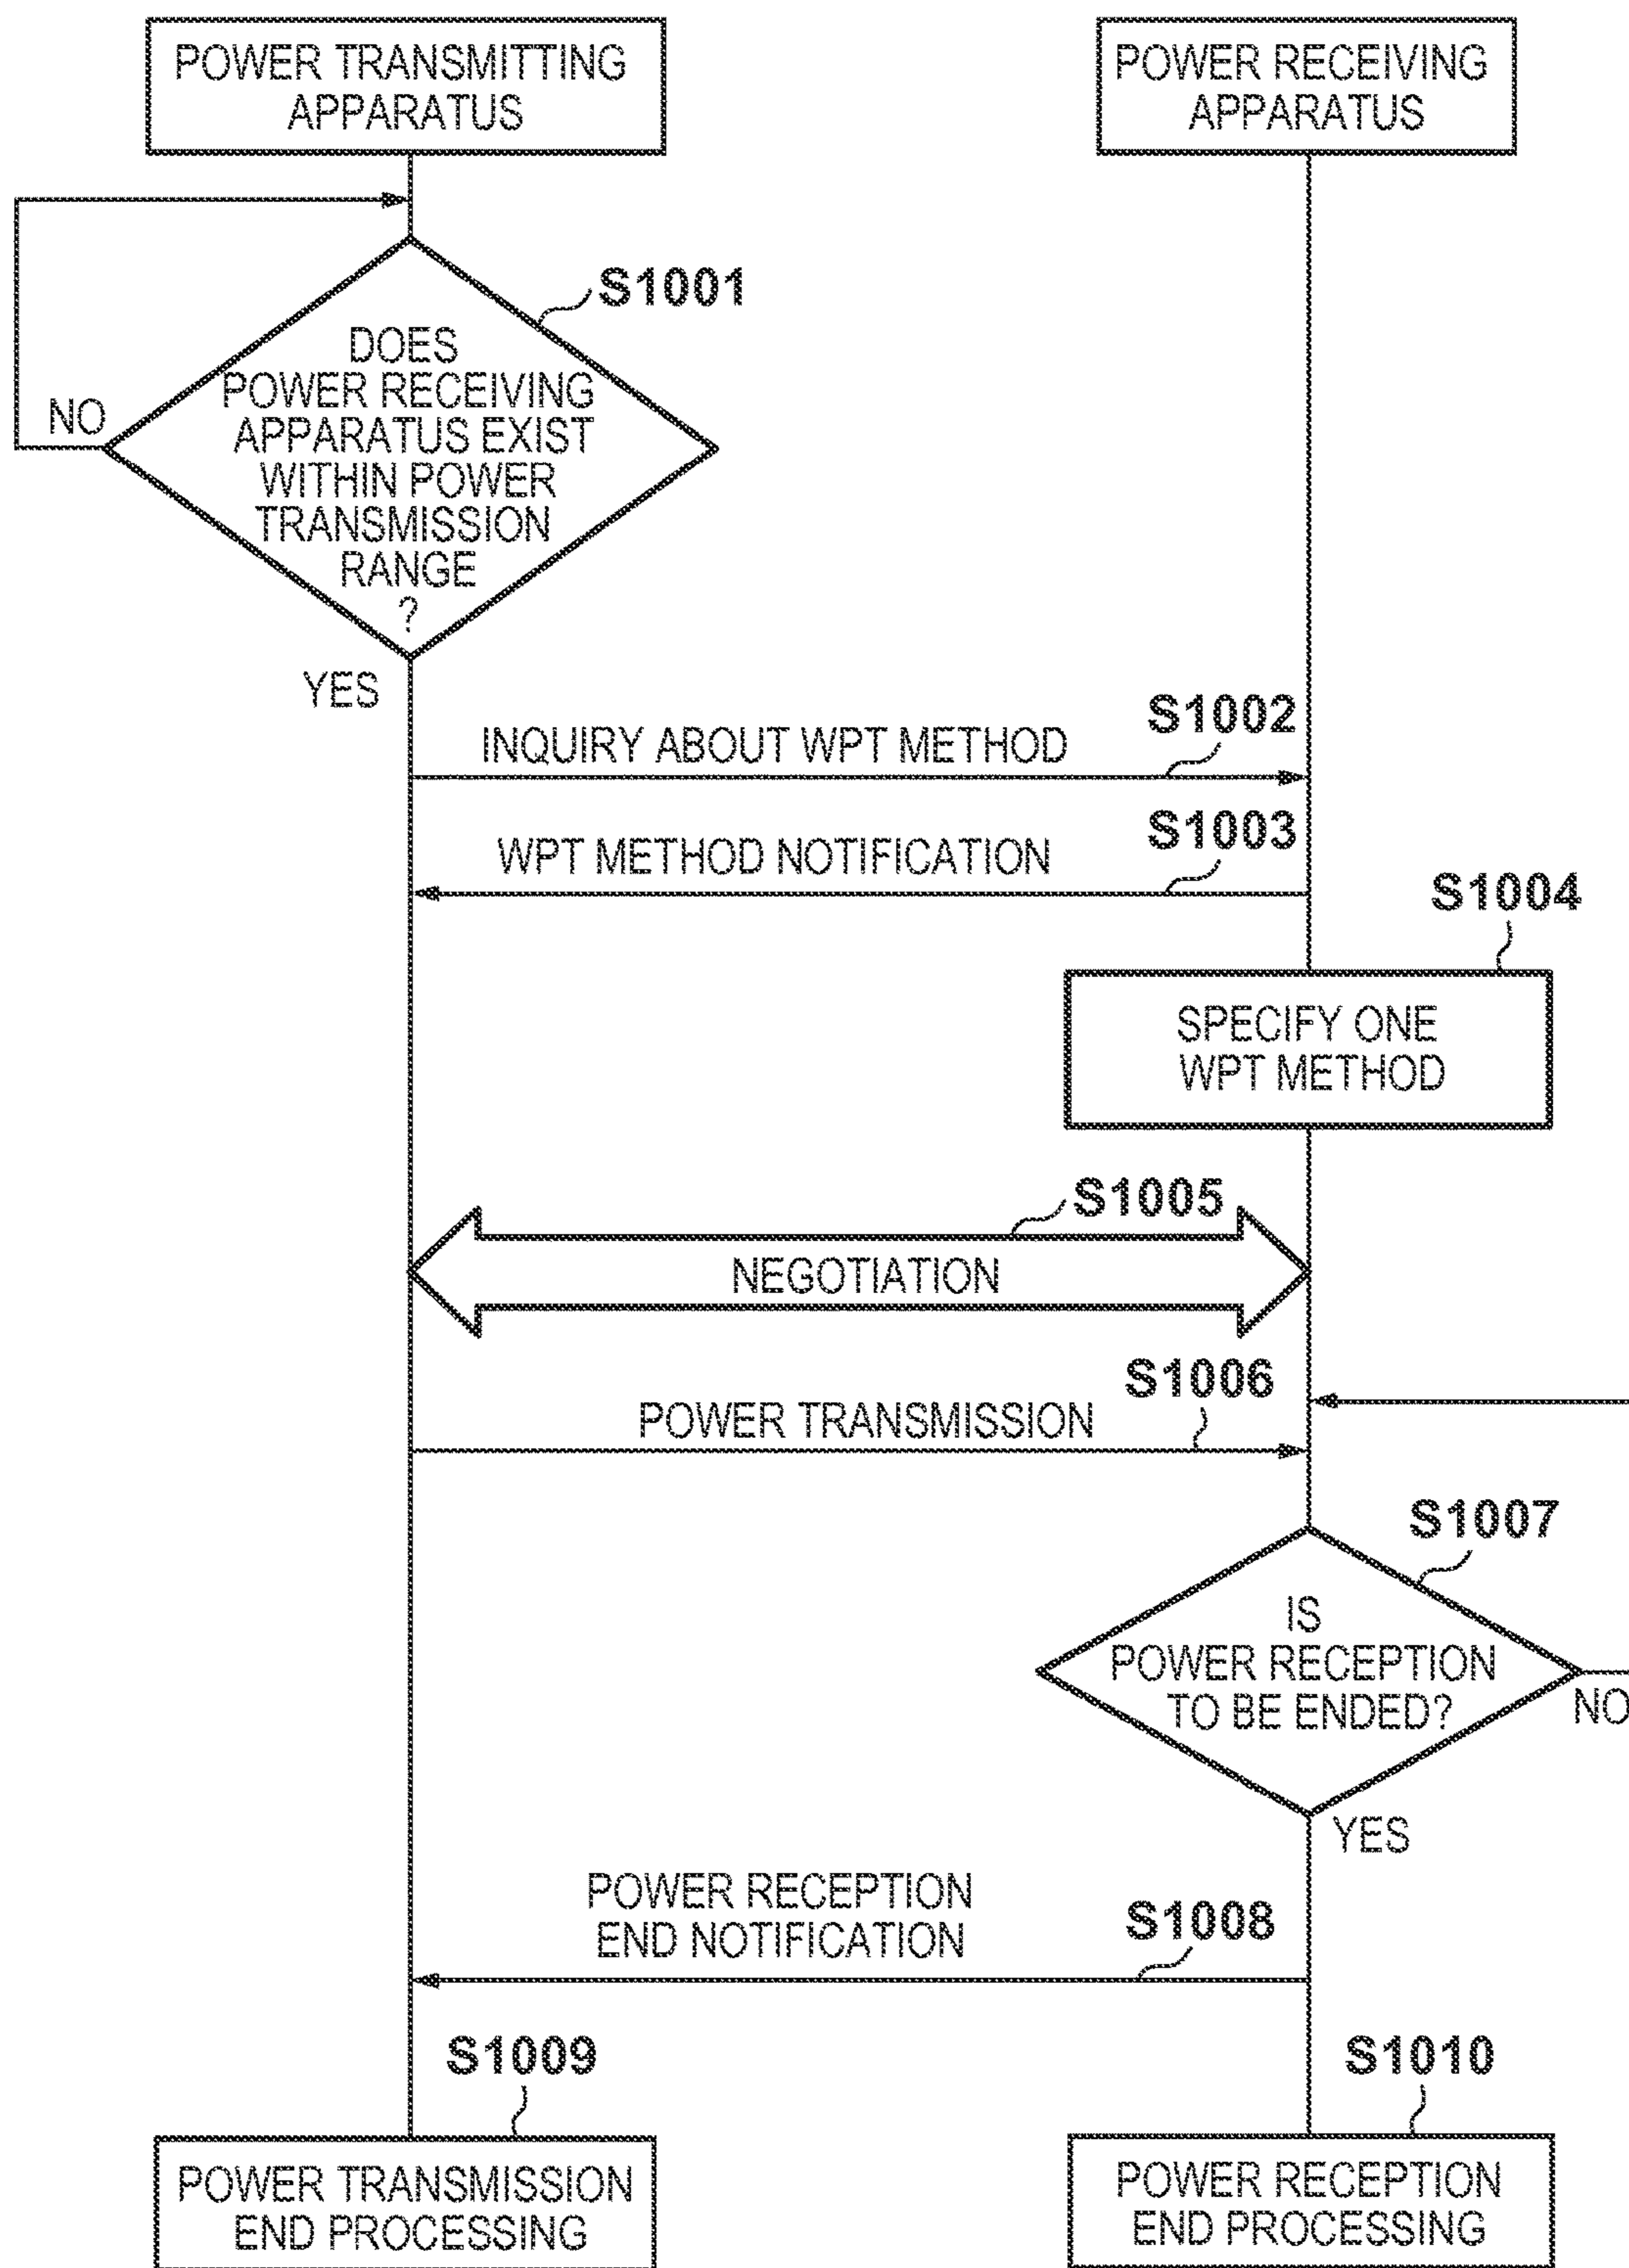 POWER TRANSMITTING
APPARATUS
POWER RECEIVING
APPARATUS
S1001
DOES
POWER RECEIVING
APPARATUS EXIST
WITHIN POWER
TRANSMISSION
RANGE
?
NO
YES
INQUIRY ABOUT WPT METHOD
S1002
WPT METHOD NOTIFICATION
S1003
S1004
SPECIFY ONE
WPT METHOD
S1005
NEGOTIATION
S1006
POWER TRANSMISSION
S1007
IS
POWER RECEPTION
TO BE ENDED?
NO
YES
POWER RECEPTION
END NOTIFICATION
S1008
S1009
S1010
POWER TRANSMISSION
END PROCESSING
POWER RECEPTION
END PROCESSING